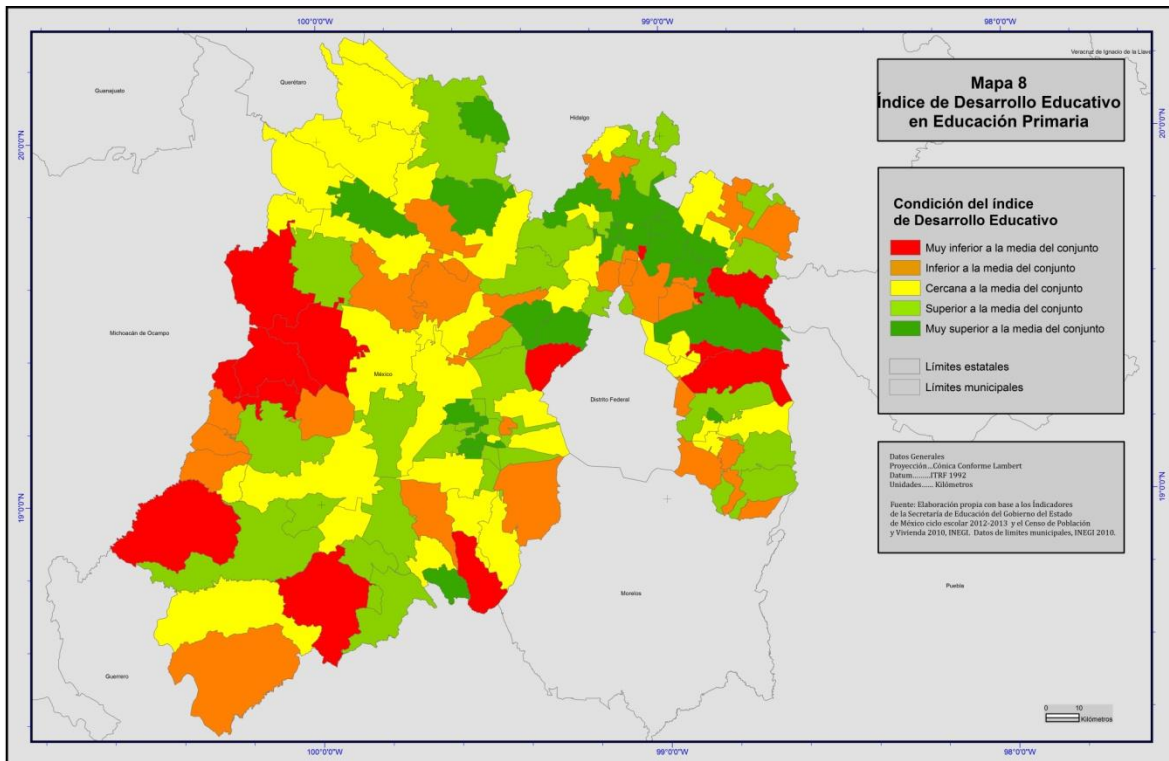 100°0'0"W
99°0'0"W
98°0'0"W
Veracruz de Ignacio de la Llave
Querétaro
Guanajuato
Hidalgo
20°0'0"N
20°0'0"N
Mapa 8
Índice de Desarrollo Educativo
en Educación Primaria
Condición del índice
de Desarrollo Educativo
Muy inferior a la media del conjunto
Inferior a la media del conjunto
Cercana a la media del conjunto
Superior a la media del conjunto
Muy superior a la media del conjunto
Límites estatales
Límites municipales
Michoacán de Ocampo
México
Distrito Federal
Datos Generales
Proyección...Cónica Conforme Lambert
Datum.........ITRF 1992
Unidades...... Kilómetros
Fuente: Elaboración propia con base a los Índicadores
de la Secretaría de Educación del Gobierno del Estado
de México ciclo escolar 2012-2013 y el Censo de Población
y Vivienda 2010, INEGI. Datos de limites municipales, INEGI 2010.
19°0'0"N
19°0'0"N
Morelos
Puebla
Guerrero
0 10
Kilómetros
100°0'0"W
99°0'0"W
98°0'0"W